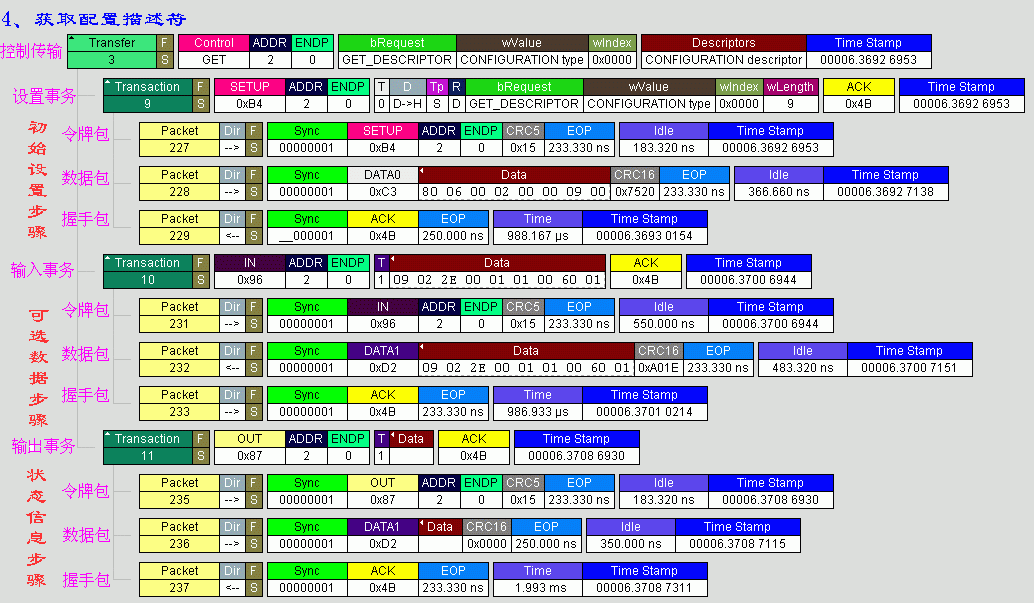 4、获取配置描述符
控制传输 Transfer F Control ADDR ENDP bRequest wValue wIndex Descriptors Time Stamp
3 S GET 2 0 GET_DESCRIPTOR CONFIGURATION type 0x0000 CONFIGURATION descriptor 00006.3692 6953
设置事务 Transaction F SETUP ADDR ENDP T D Tp R bRequest wValue wIndex wLength ACK Time Stamp
9 S 0xB4 2 0 0 D->H S D GET_DESCRIPTOR CONFIGURATION type 0x0000 9 0x4B 00006.3692 6953
初始设置步骤
令牌包 Packet Dir F Sync SETUP ADDR ENDP CRC5 EOP Idle Time Stamp
227 --> S 00000001 0xB4 2 0 0x15 233.330 ns 183.320 ns 00006.3692 6953
数据包 Packet Dir F Sync DATA0 Data CRC16 EOP Idle Time Stamp
228 --> S 00000001 0xC3 80 06 00 02 00 00 09 00 0x7520 233.330 ns 366.660 ns 00006.3692 7138
握手包 Packet Dir F Sync ACK EOP Time Time Stamp
229 <-- S __000001 0x4B 250.000 ns 988.167 µs 00006.3693 0154
输入事务 Transaction F IN ADDR ENDP T Data ACK Time Stamp
10 S 0x96 2 0 1 09 02 2E 00 01 01 00 60 01 0x4B 00006.3700 6944
可选数据步骤
令牌包 Packet Dir F Sync IN ADDR ENDP CRC5 EOP Idle Time Stamp
231 --> S 00000001 0x96 2 0 0x15 233.330 ns 550.000 ns 00006.3700 6944
数据包 Packet Dir F Sync DATA1 Data CRC16 EOP Idle Time Stamp
232 <-- S 00000001 0xD2 09 02 2E 00 01 01 00 60 01 0xA01E 233.330 ns 483.320 ns 00006.3700 7151
握手包 Packet Dir F Sync ACK EOP Time Time Stamp
233 --> S 00000001 0x4B 233.330 ns 986.933 µs 00006.3701 0214
输出事务 Transaction F OUT ADDR ENDP T Data ACK Time Stamp
11 S 0x87 2 0 1 0x4B 00006.3708 6930
状态信息步骤
令牌包 Packet Dir F Sync OUT ADDR ENDP CRC5 EOP Idle Time Stamp
235 --> S 00000001 0x87 2 0 0x15 233.330 ns 183.320 ns 00006.3708 6930
数据包 Packet Dir F Sync DATA1 Data CRC16 EOP Idle Time Stamp
236 --> S 00000001 0xD2 0x0000 250.000 ns 350.000 ns 00006.3708 7115
握手包 Packet Dir F Sync ACK EOP Time Time Stamp
237 <-- S 00000001 0x4B 233.330 ns 1.993 ms 00006.3708 7311